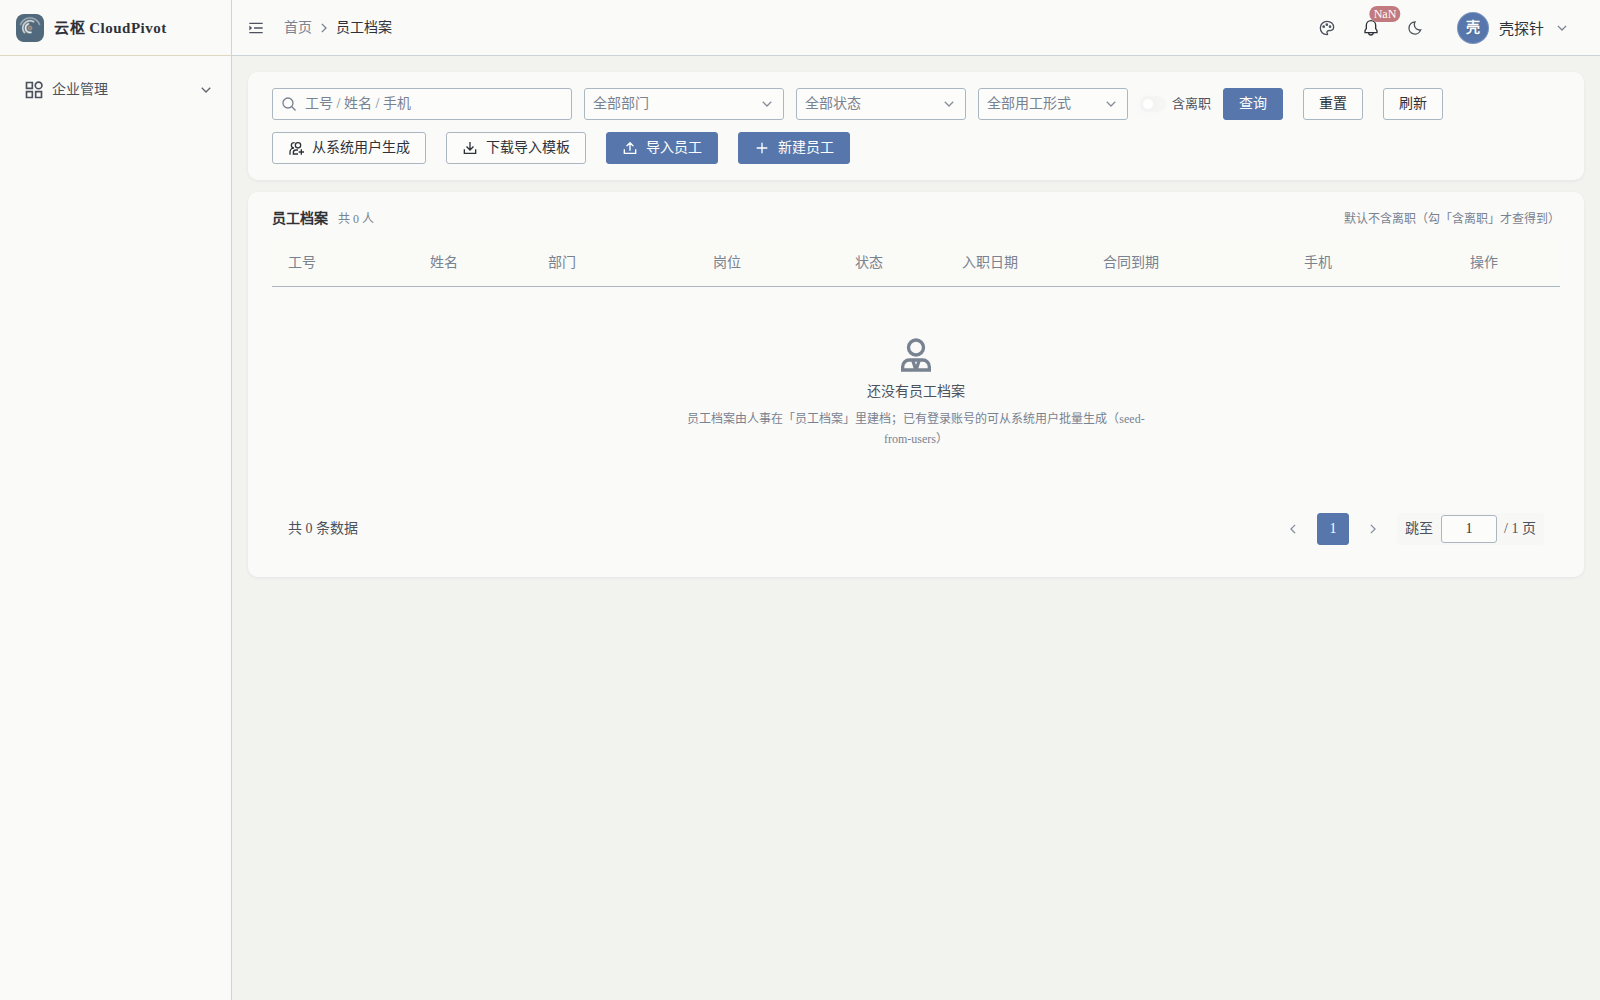 云枢 CloudPivot
首页 员工档案
NaN
壳 壳探针
企业管理
工号 / 姓名 / 手机 全部部门 全部状态 全部用工形式 含离职 查询 重置 刷新
从系统用户生成 下载导入模板 导入员工 新建员工
员工档案 共 0 人 默认不含离职（勾「含离职」才查得到）
工号 姓名 部门 岗位 状态 入职日期 合同到期 手机 操作
还没有员工档案
员工档案由人事在「员工档案」里建档；已有登录账号的可从系统用户批量生成（seed-
from-users）
共 0 条数据 1 跳至 1 / 1 页